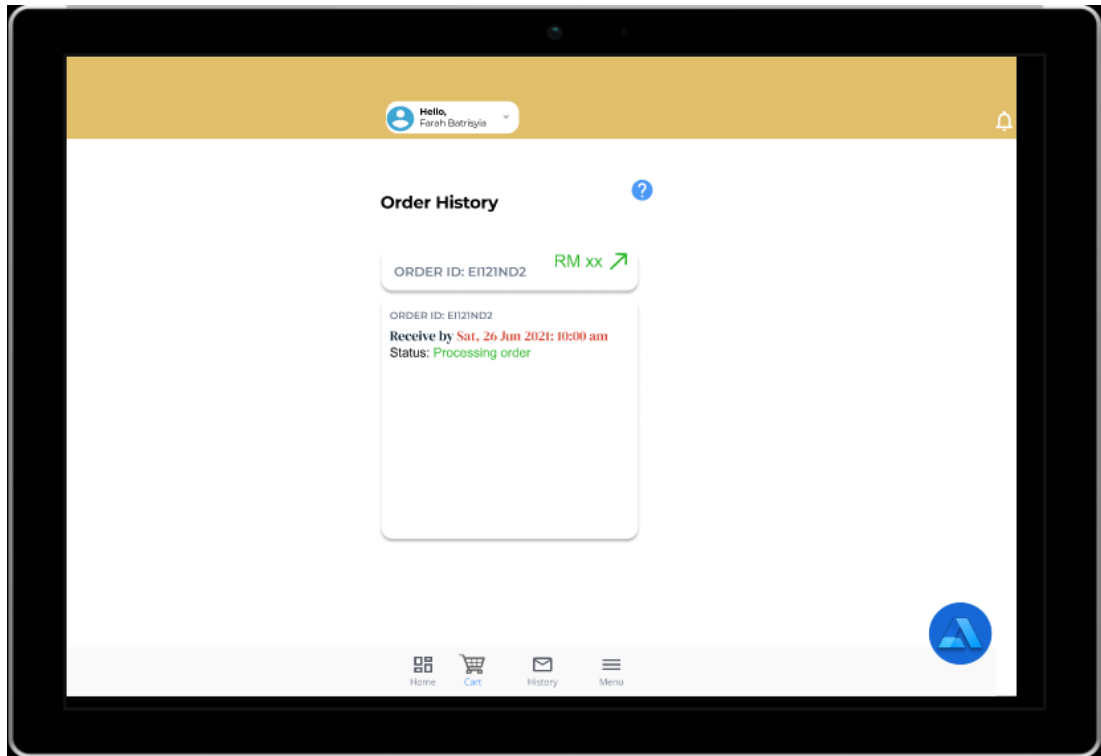 Hello,
Farah Batrisyia
Order History
ORDER ID: EI121ND2
RM xx
ORDER ID: EI121ND2
Receive by Sat, 26 Jun 2021: 10:00 am
Status: Processing order
Home
Cart
History
Menu